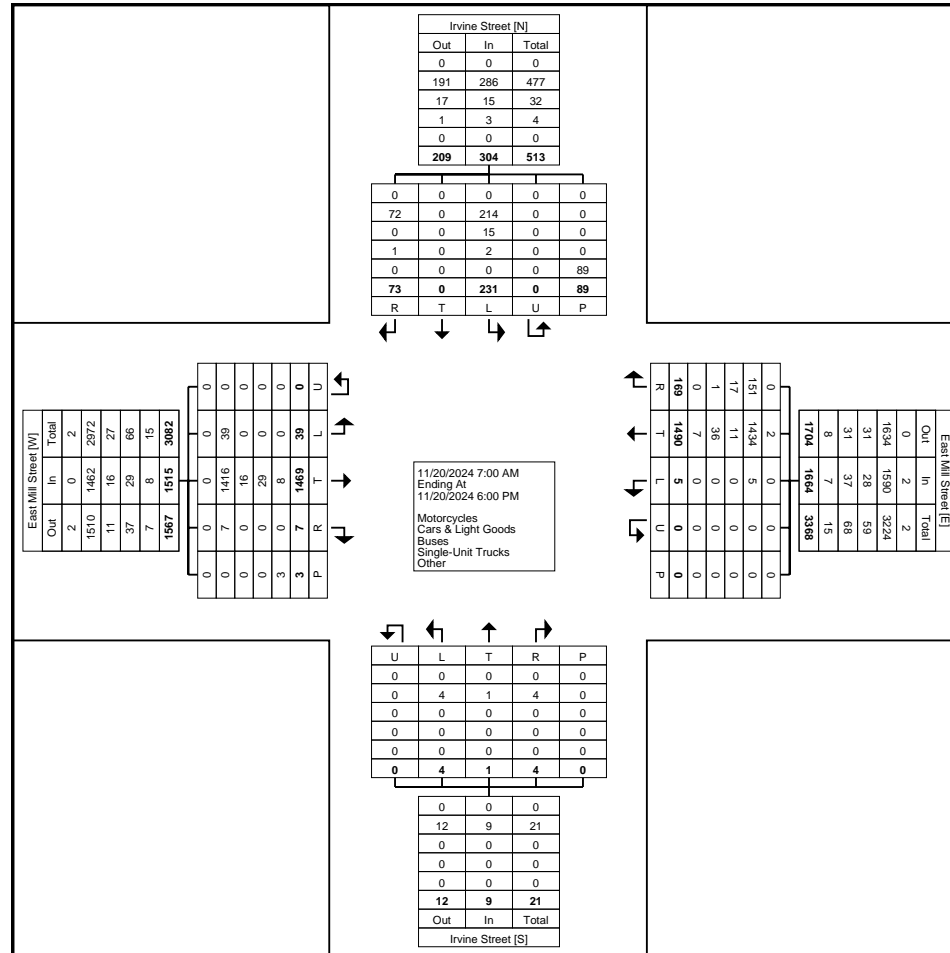 Irvine Street [N]
Out In Total
0 0 0
191 286 477
17 15 32
1 3 4
0 0 0
209 304 513
0 0 0 0 0
72 0 214 0 0
0 0 15 0 0
1 0 2 0 0
0 0 0 0 89
73 0 231 0 89
R T L U P
U L T R P
0 39 1469 7 3
0 0 8 0 3
0 0 29 0 0
0 0 16 0 0
0 39 1416 7 0
0 0 0 0 0
3082 1515 1567
15 8 7
66 29 37
27 16 11
2972 1462 1510
2 0 2
Total In Out
East Mill Street [W]
11/20/2024 7:00 AM
Ending At
11/20/2024 6:00 PM
Motorcycles
Cars & Light Goods
Buses
Single-Unit Trucks
Other
East Mill Street [E]
Out In Total
0 2 2
1634 1590 3224
31 28 59
31 37 68
8 7 15
1704 1664 3368
0 2 0 0 0
151 1434 5 0 0
17 11 0 0 0
1 36 0 0 0
0 7 0 0 0
169 1490 5 0 0
R T L U P
U L T R P
0 0 0 0 0
0 4 1 4 0
0 0 0 0 0
0 0 0 0 0
0 0 0 0 0
0 4 1 4 0
0 0 0
12 9 21
0 0 0
0 0 0
0 0 0
12 9 21
Out In Total
Irvine Street [S]